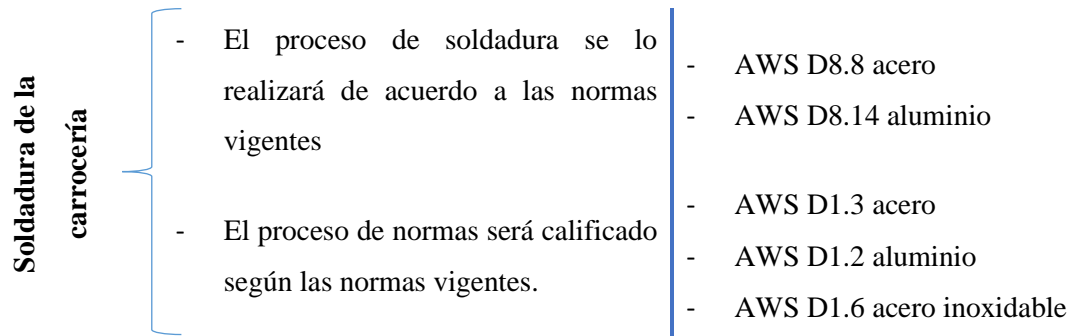 Soldadura de la
carrocería
- El proceso de soldadura se lo
realizará de acuerdo a las normas
vigentes
- El proceso de normas será calificado
según las normas vigentes.
- AWS D8.8 acero
- AWS D8.14 aluminio
- AWS D1.3 acero
- AWS D1.2 aluminio
- AWS D1.6 acero inoxidable